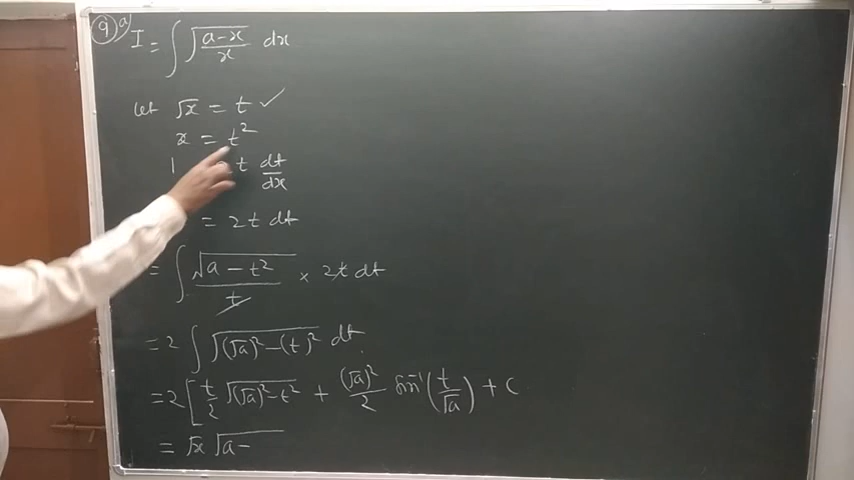 9 a) I = ∫ √((a-x)/x) dx
let √x = t ✓
x = t²
1 = t dt/dx
= 2t dt
= ∫ √(a - t²)/t × 2t dt
= 2 ∫ √((√a)² - (t)²) dt
= 2 [ t/2 √((√a)² - t²) + (√a)²/2 sin⁻¹(t/√a) + C
= √x √(a -